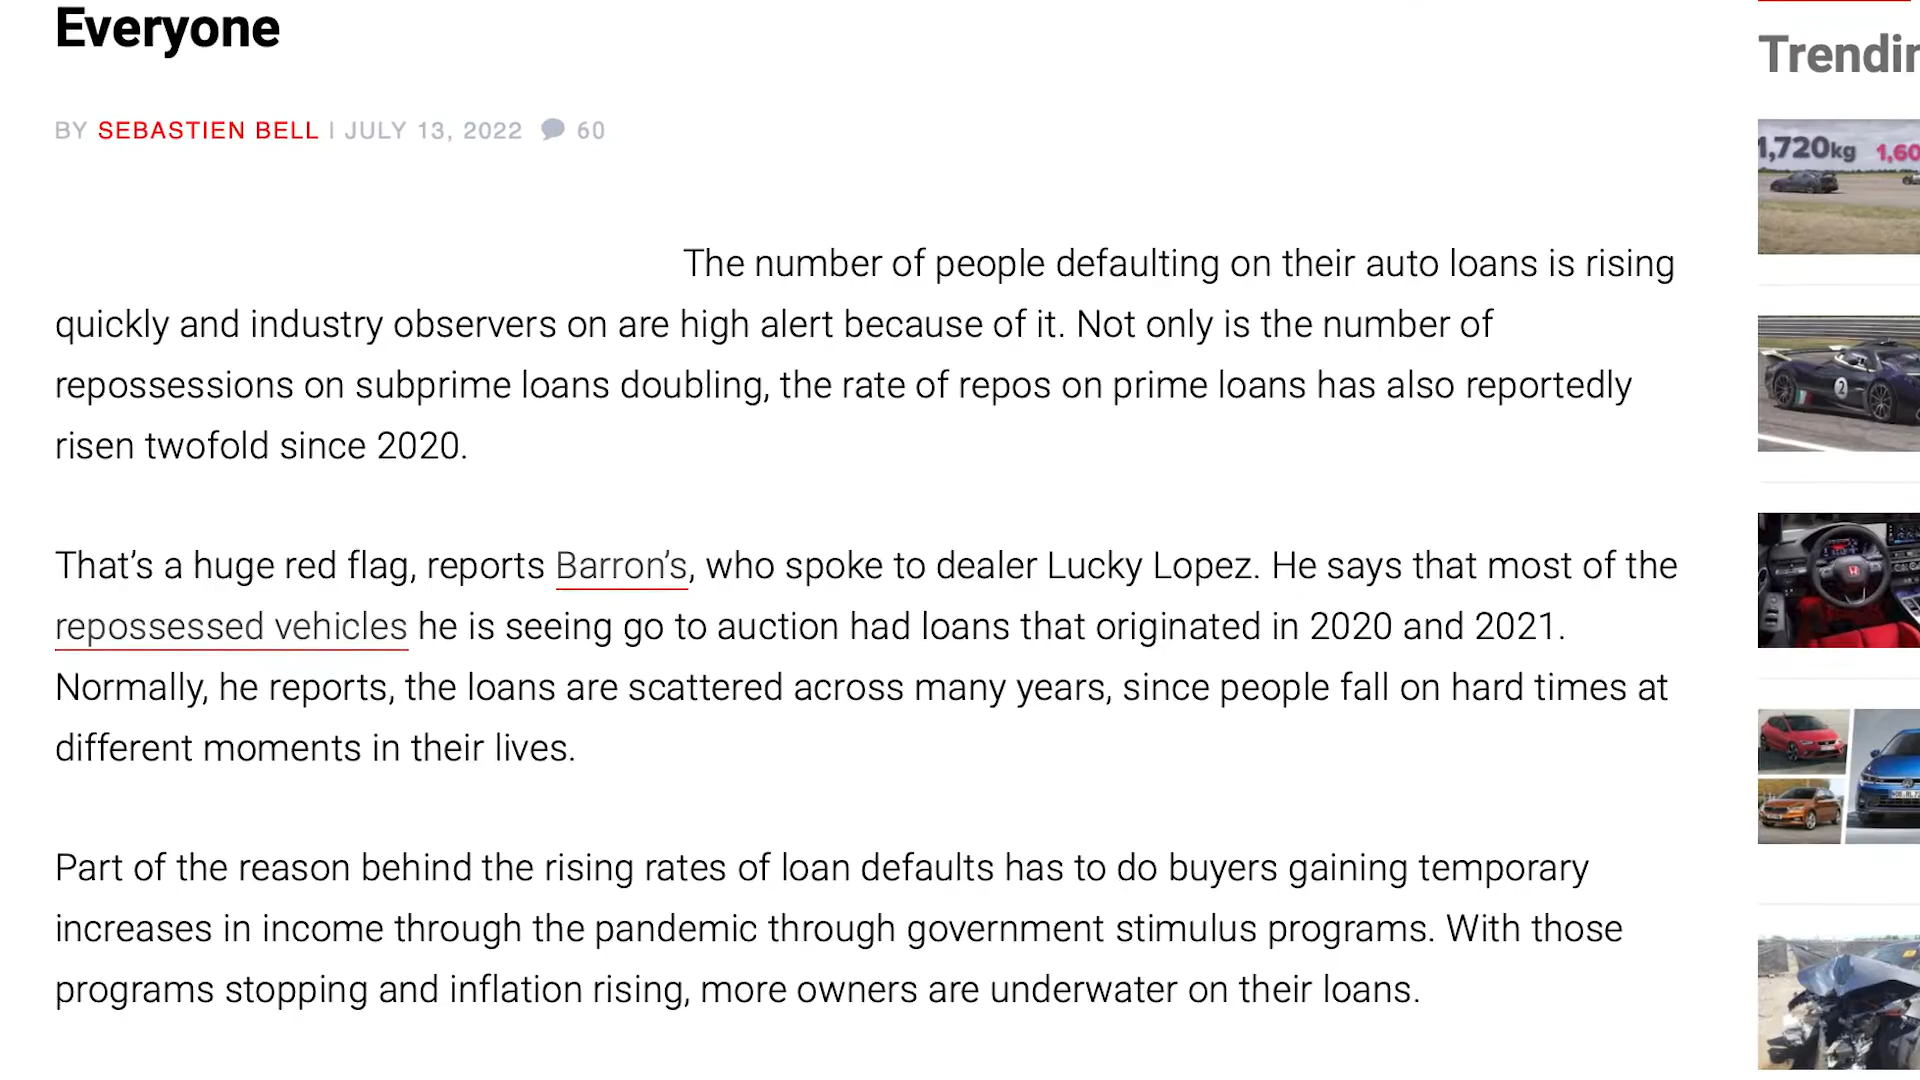 Everyone
BY SEBASTIEN BELL | JULY 13, 2022 60
The number of people defaulting on their auto loans is rising
quickly and industry observers on are high alert because of it. Not only is the number of
repossessions on subprime loans doubling, the rate of repos on prime loans has also reportedly
risen twofold since 2020.
That’s a huge red flag, reports Barron’s, who spoke to dealer Lucky Lopez. He says that most of the
repossessed vehicles he is seeing go to auction had loans that originated in 2020 and 2021.
Normally, he reports, the loans are scattered across many years, since people fall on hard times at
different moments in their lives.
Part of the reason behind the rising rates of loan defaults has to do buyers gaining temporary
increases in income through the pandemic through government stimulus programs. With those
programs stopping and inflation rising, more owners are underwater on their loans.
Trendin
1,720kg 1,60
2